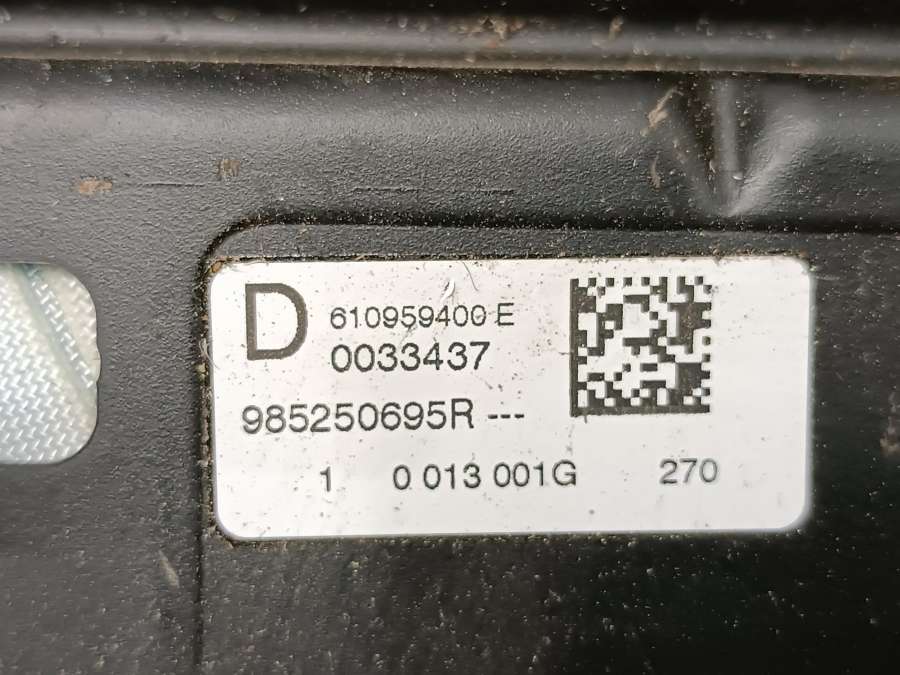 D 610959400 E
0033437
985250695R ---
1 0 013 001G 270